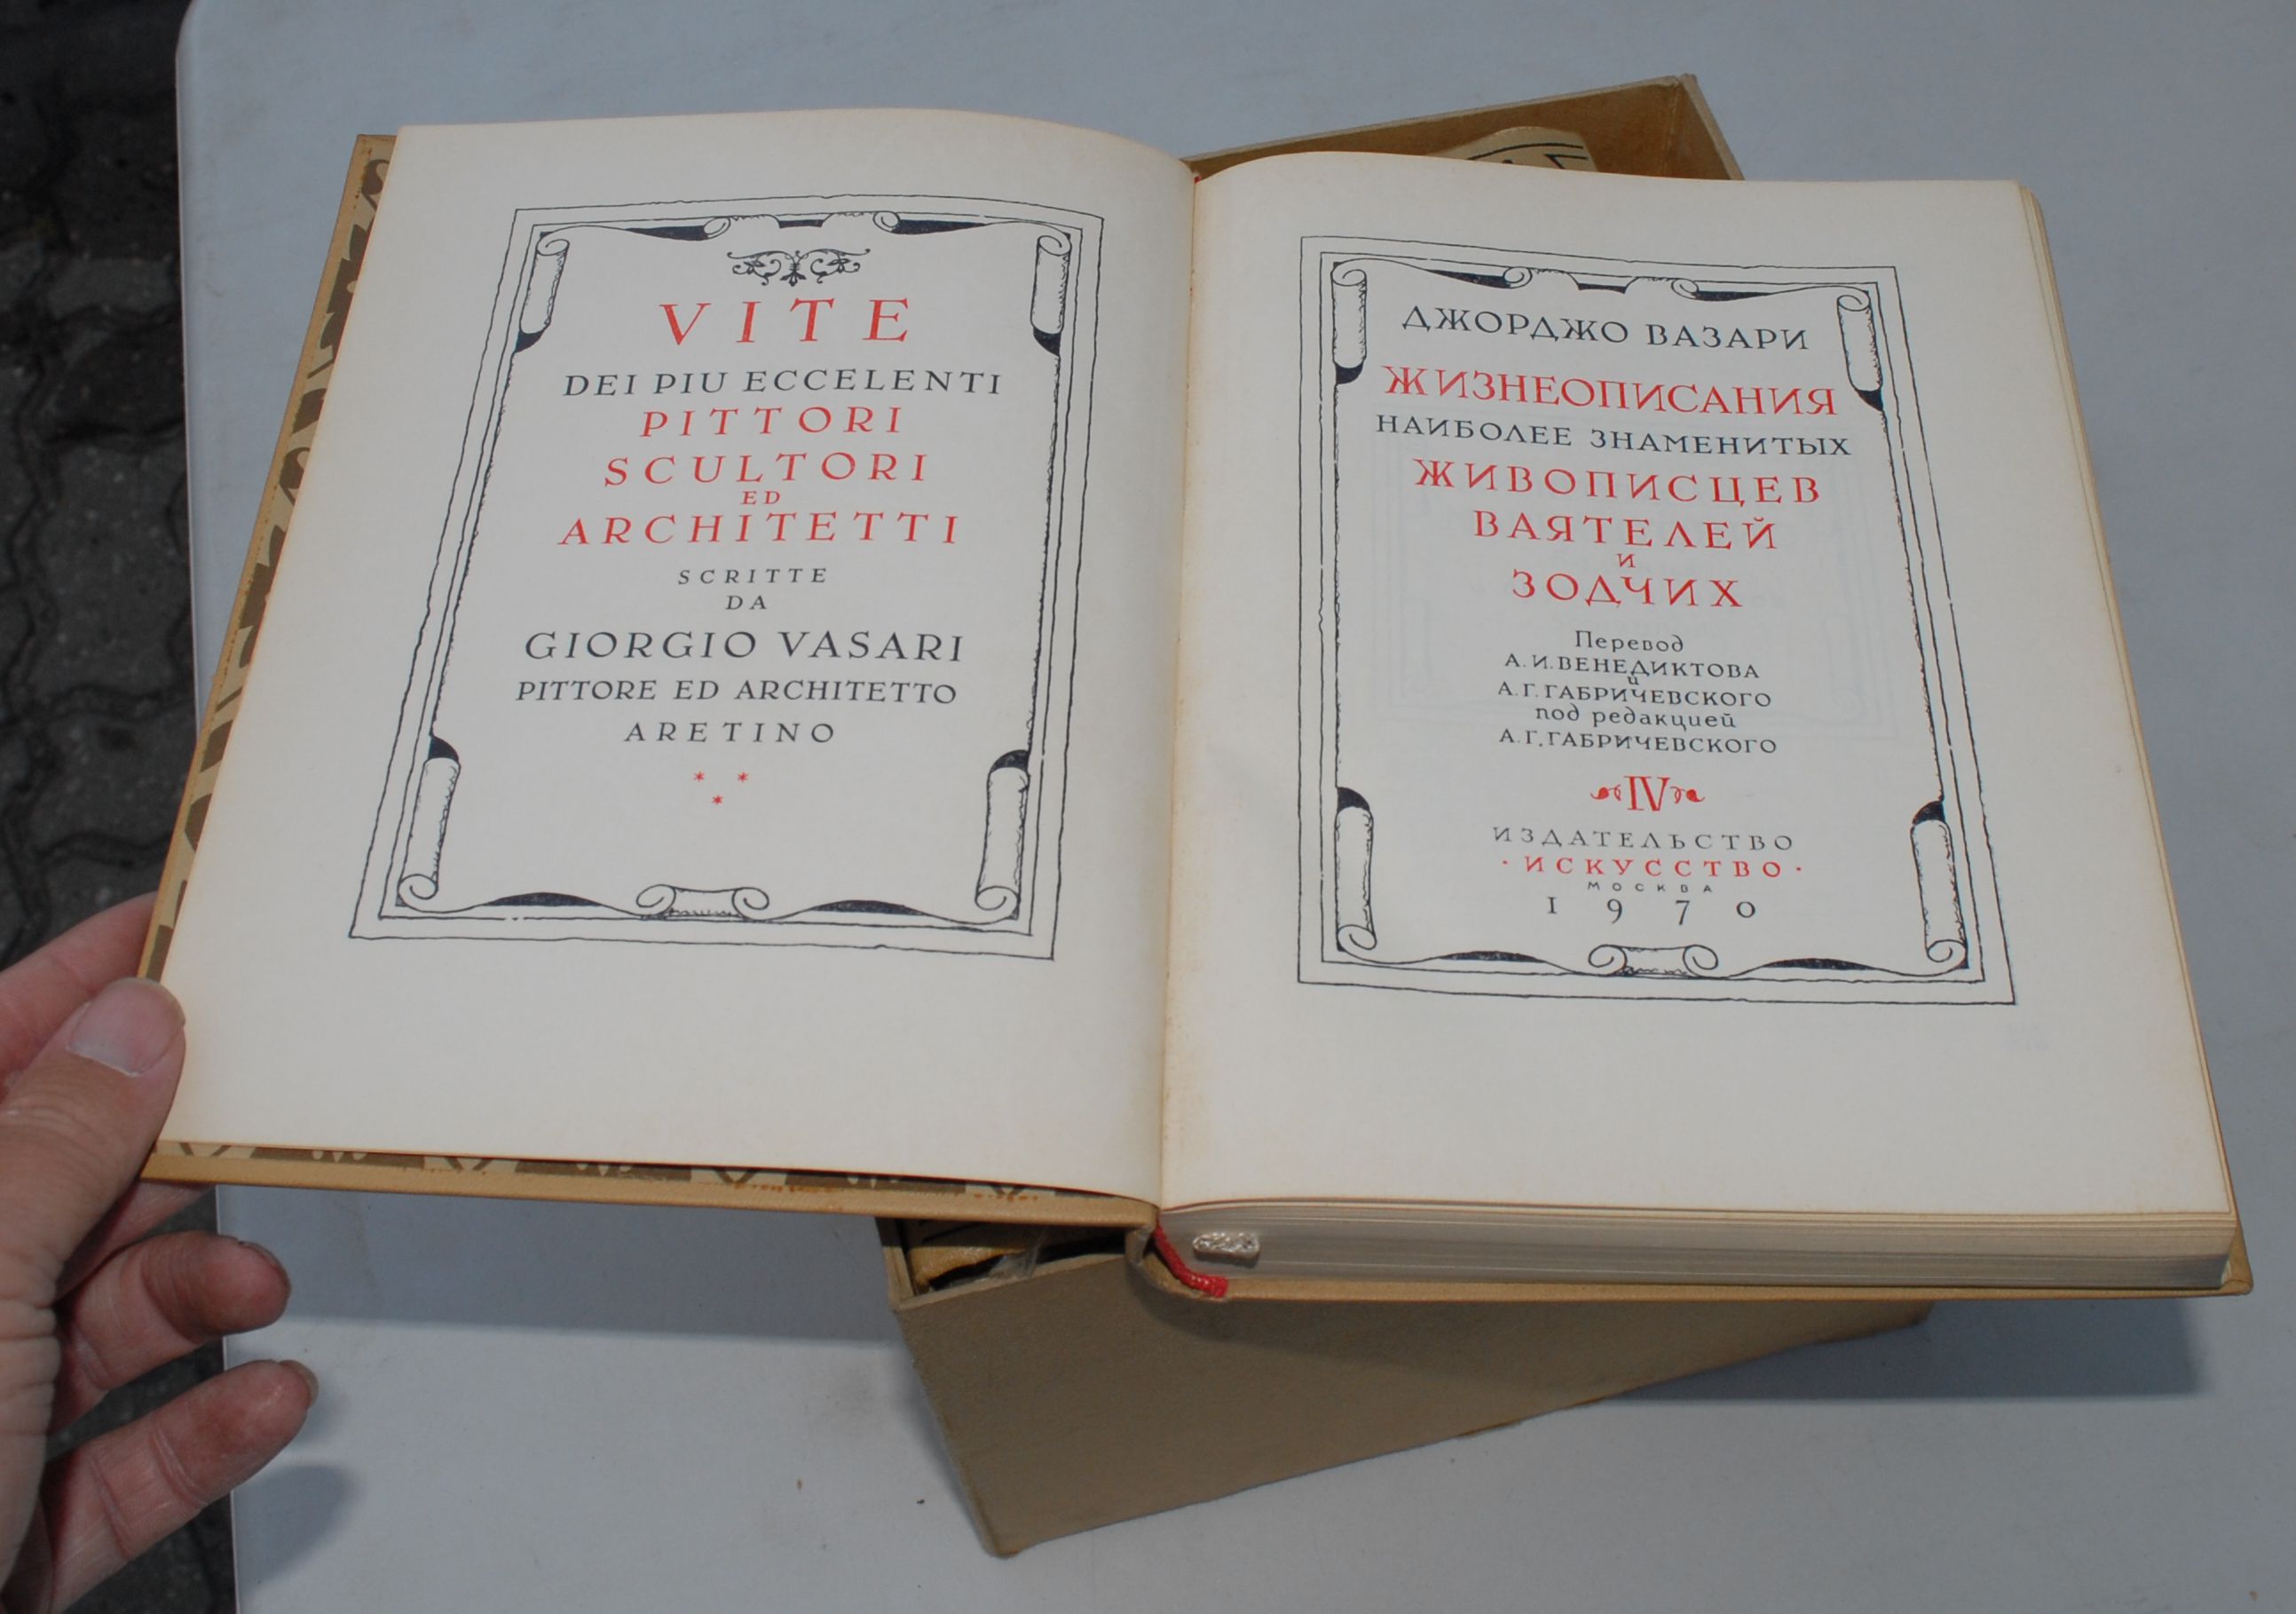 VITE
DEI PIU ECCELENTI
PITTORI
SCULTORI
ED
ARCHITETTI
SCRITTE
DA
GIORGIO VASARI
PITTORE ED ARCHITETTO
ARETINO
ДЖОРДЖО ВАЗАРИ
ЖИЗНЕОПИСАНИЯ
НАИБОЛЕЕ ЗНАМЕНИТЫХ
ЖИВОПИСЦЕВ
ВАЯТЕЛЕЙ
И
ЗОДЧИХ
Перевод
А. И. ВЕНЕДИКТОВА
и
А. Г. ГАБРИЧЕВСКОГО
под редакцией
А. Г. ГАБРИЧЕВСКОГО
IV
ИЗДАТЕЛЬСТВО
·ИСКУССТВО·
МОСКВА
1970